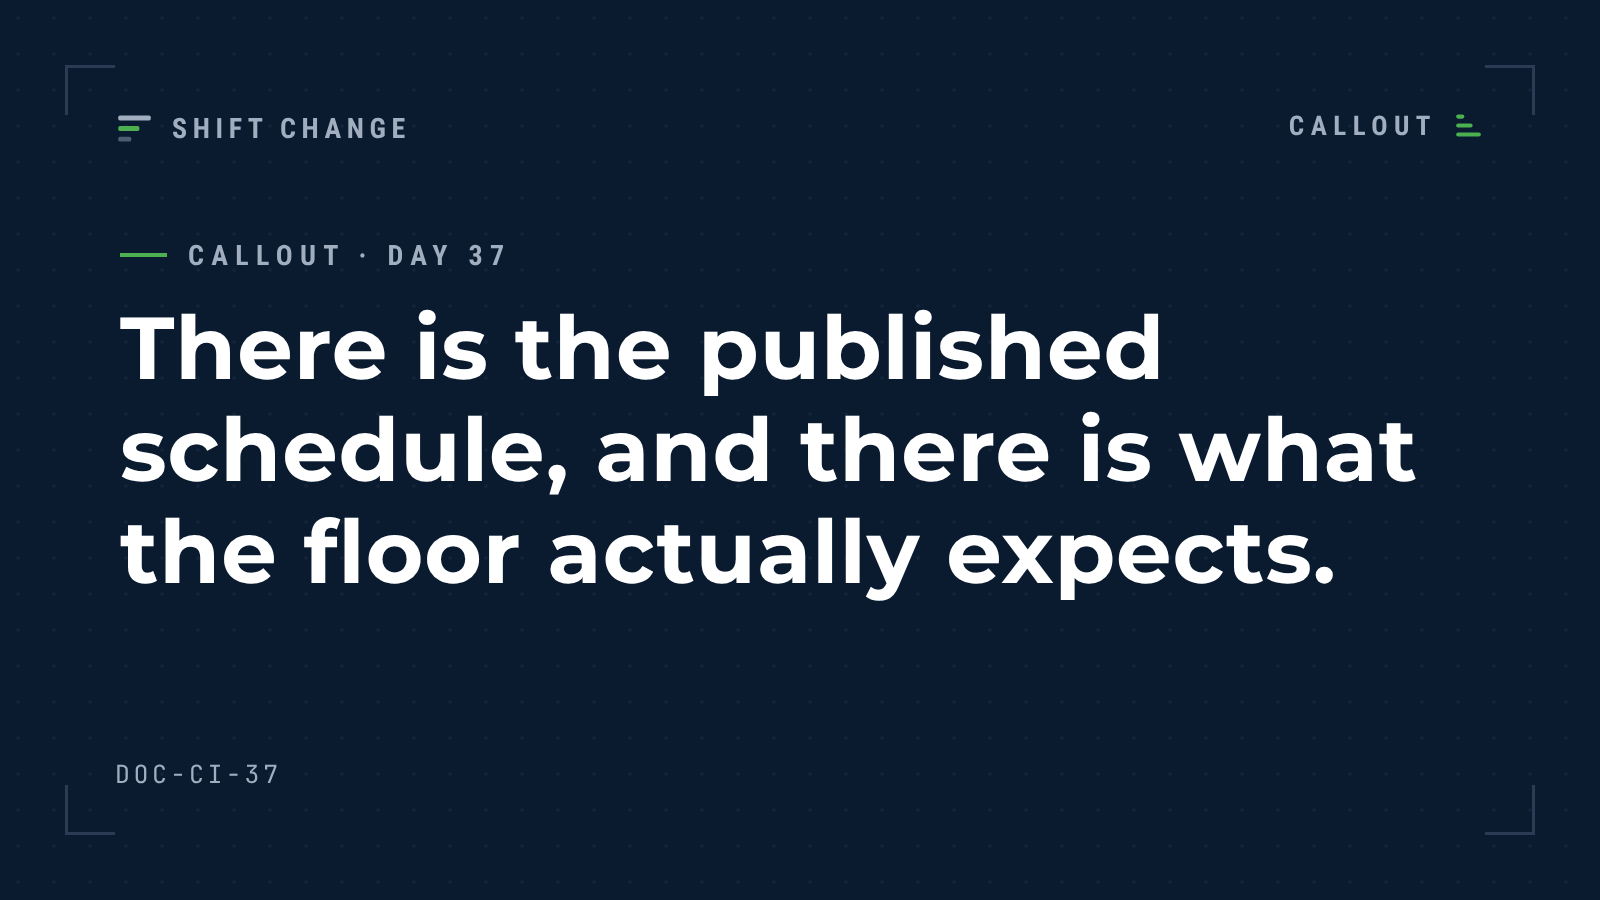 SHIFT CHANGE
CALLOUT
CALLOUT · DAY 37
There is the published
schedule, and there is what
the floor actually expects.
DOC-CI-37